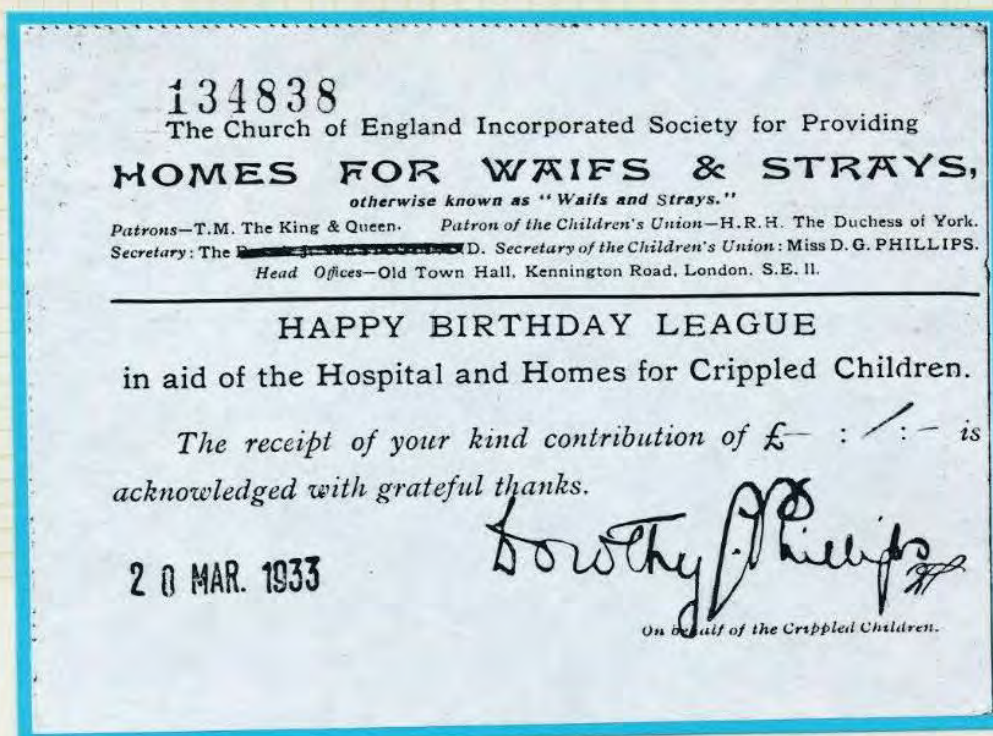 134838
The Church of England Incorporated Society for Providing
HOMES FOR WAIFS & STRAYS,
otherwise known as "Waifs and Strays."
Patrons—T.M. The King & Queen. Patron of the Children's Union—H.R.H. The Duchess of York.
Secretary: The D. Secretary of the Children's Union: Miss D. G. PHILLIPS.
Head Offices—Old Town Hall, Kennington Road, London. S.E. 11.
HAPPY BIRTHDAY LEAGUE
in aid of the Hospital and Homes for Crippled Children.
The receipt of your kind contribution of £— : / : — is
acknowledged with grateful thanks.
Dorothy G. Phillips
20 MAR. 1933
On behalf of the Crippled Children.